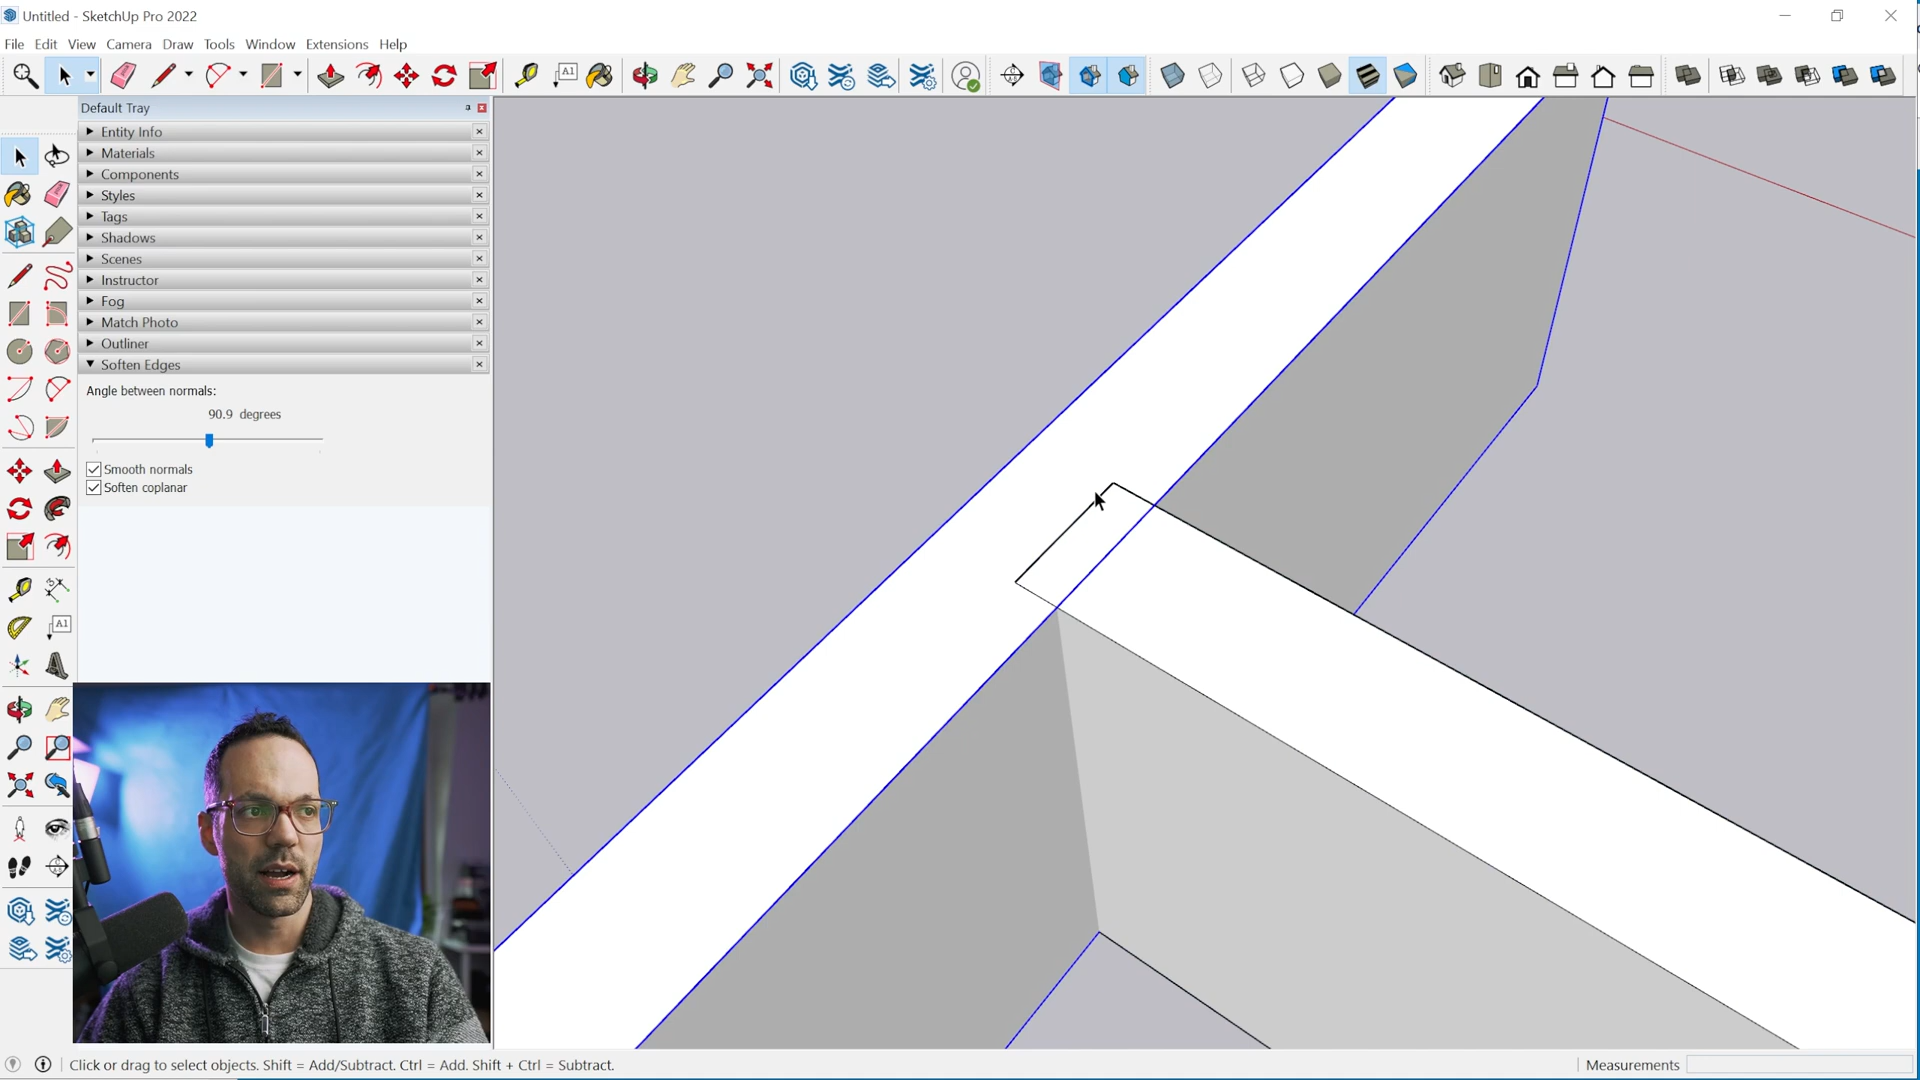 Untitled - SketchUp Pro 2022
File Edit View Camera Draw Tools Window Extensions Help
A1
Default Tray
Entity Info
Materials
Components
Styles
Tags
Shadows
Scenes
Instructor
Fog
Match Photo
Outliner
Soften Edges
Angle between normals:
90.9 degrees
Smooth normals
Soften coplanar
A1
Click or drag to select objects. Shift = Add/Subtract. Ctrl = Add. Shift + Ctrl = Subtract.
Measurements